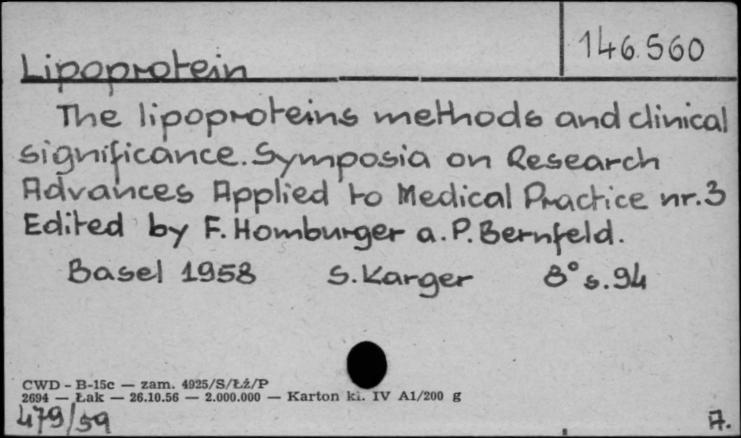 146.560
Lipoprotein
The lipoproteins methods and clinical
significance. Symposia on Research
Advances Applied to Medical Practice nr. 3
Edited by F. Homburger a. P. Bernfeld.
Basel 1958 S. Karger 8° s. 94
CWD - B-15c — zam. 4925/S/Łż/P
2694 — Łak — 26.10.56 — 2.000.000 — Karton kl. IV A1/200 g
479/59 A.